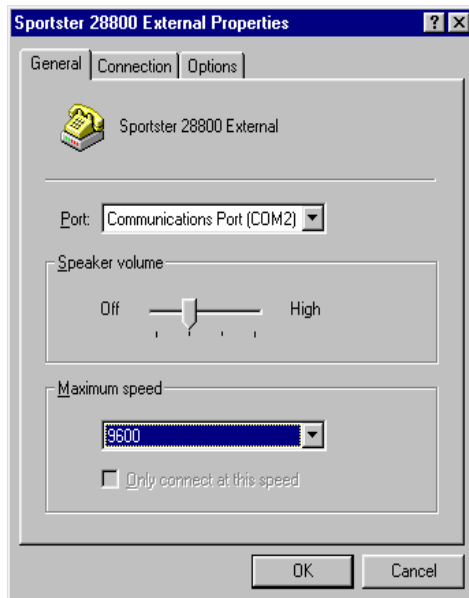 Sportster 28800 External Properties ? X
General Connection Options
Sportster 28800 External
Port: Communications Port (COM2)
Speaker volume
Off High
Maximum speed
9600
Only connect at this speed
OK Cancel